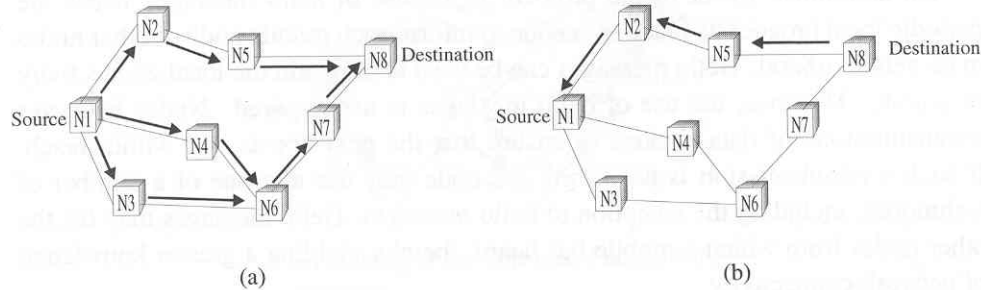 N2
N5
N8
Destination
Source
N1
N4
N7
N3
N6
(a)
N2
N5
N8
Destination
Source
N1
N4
N7
N3
N6
(b)